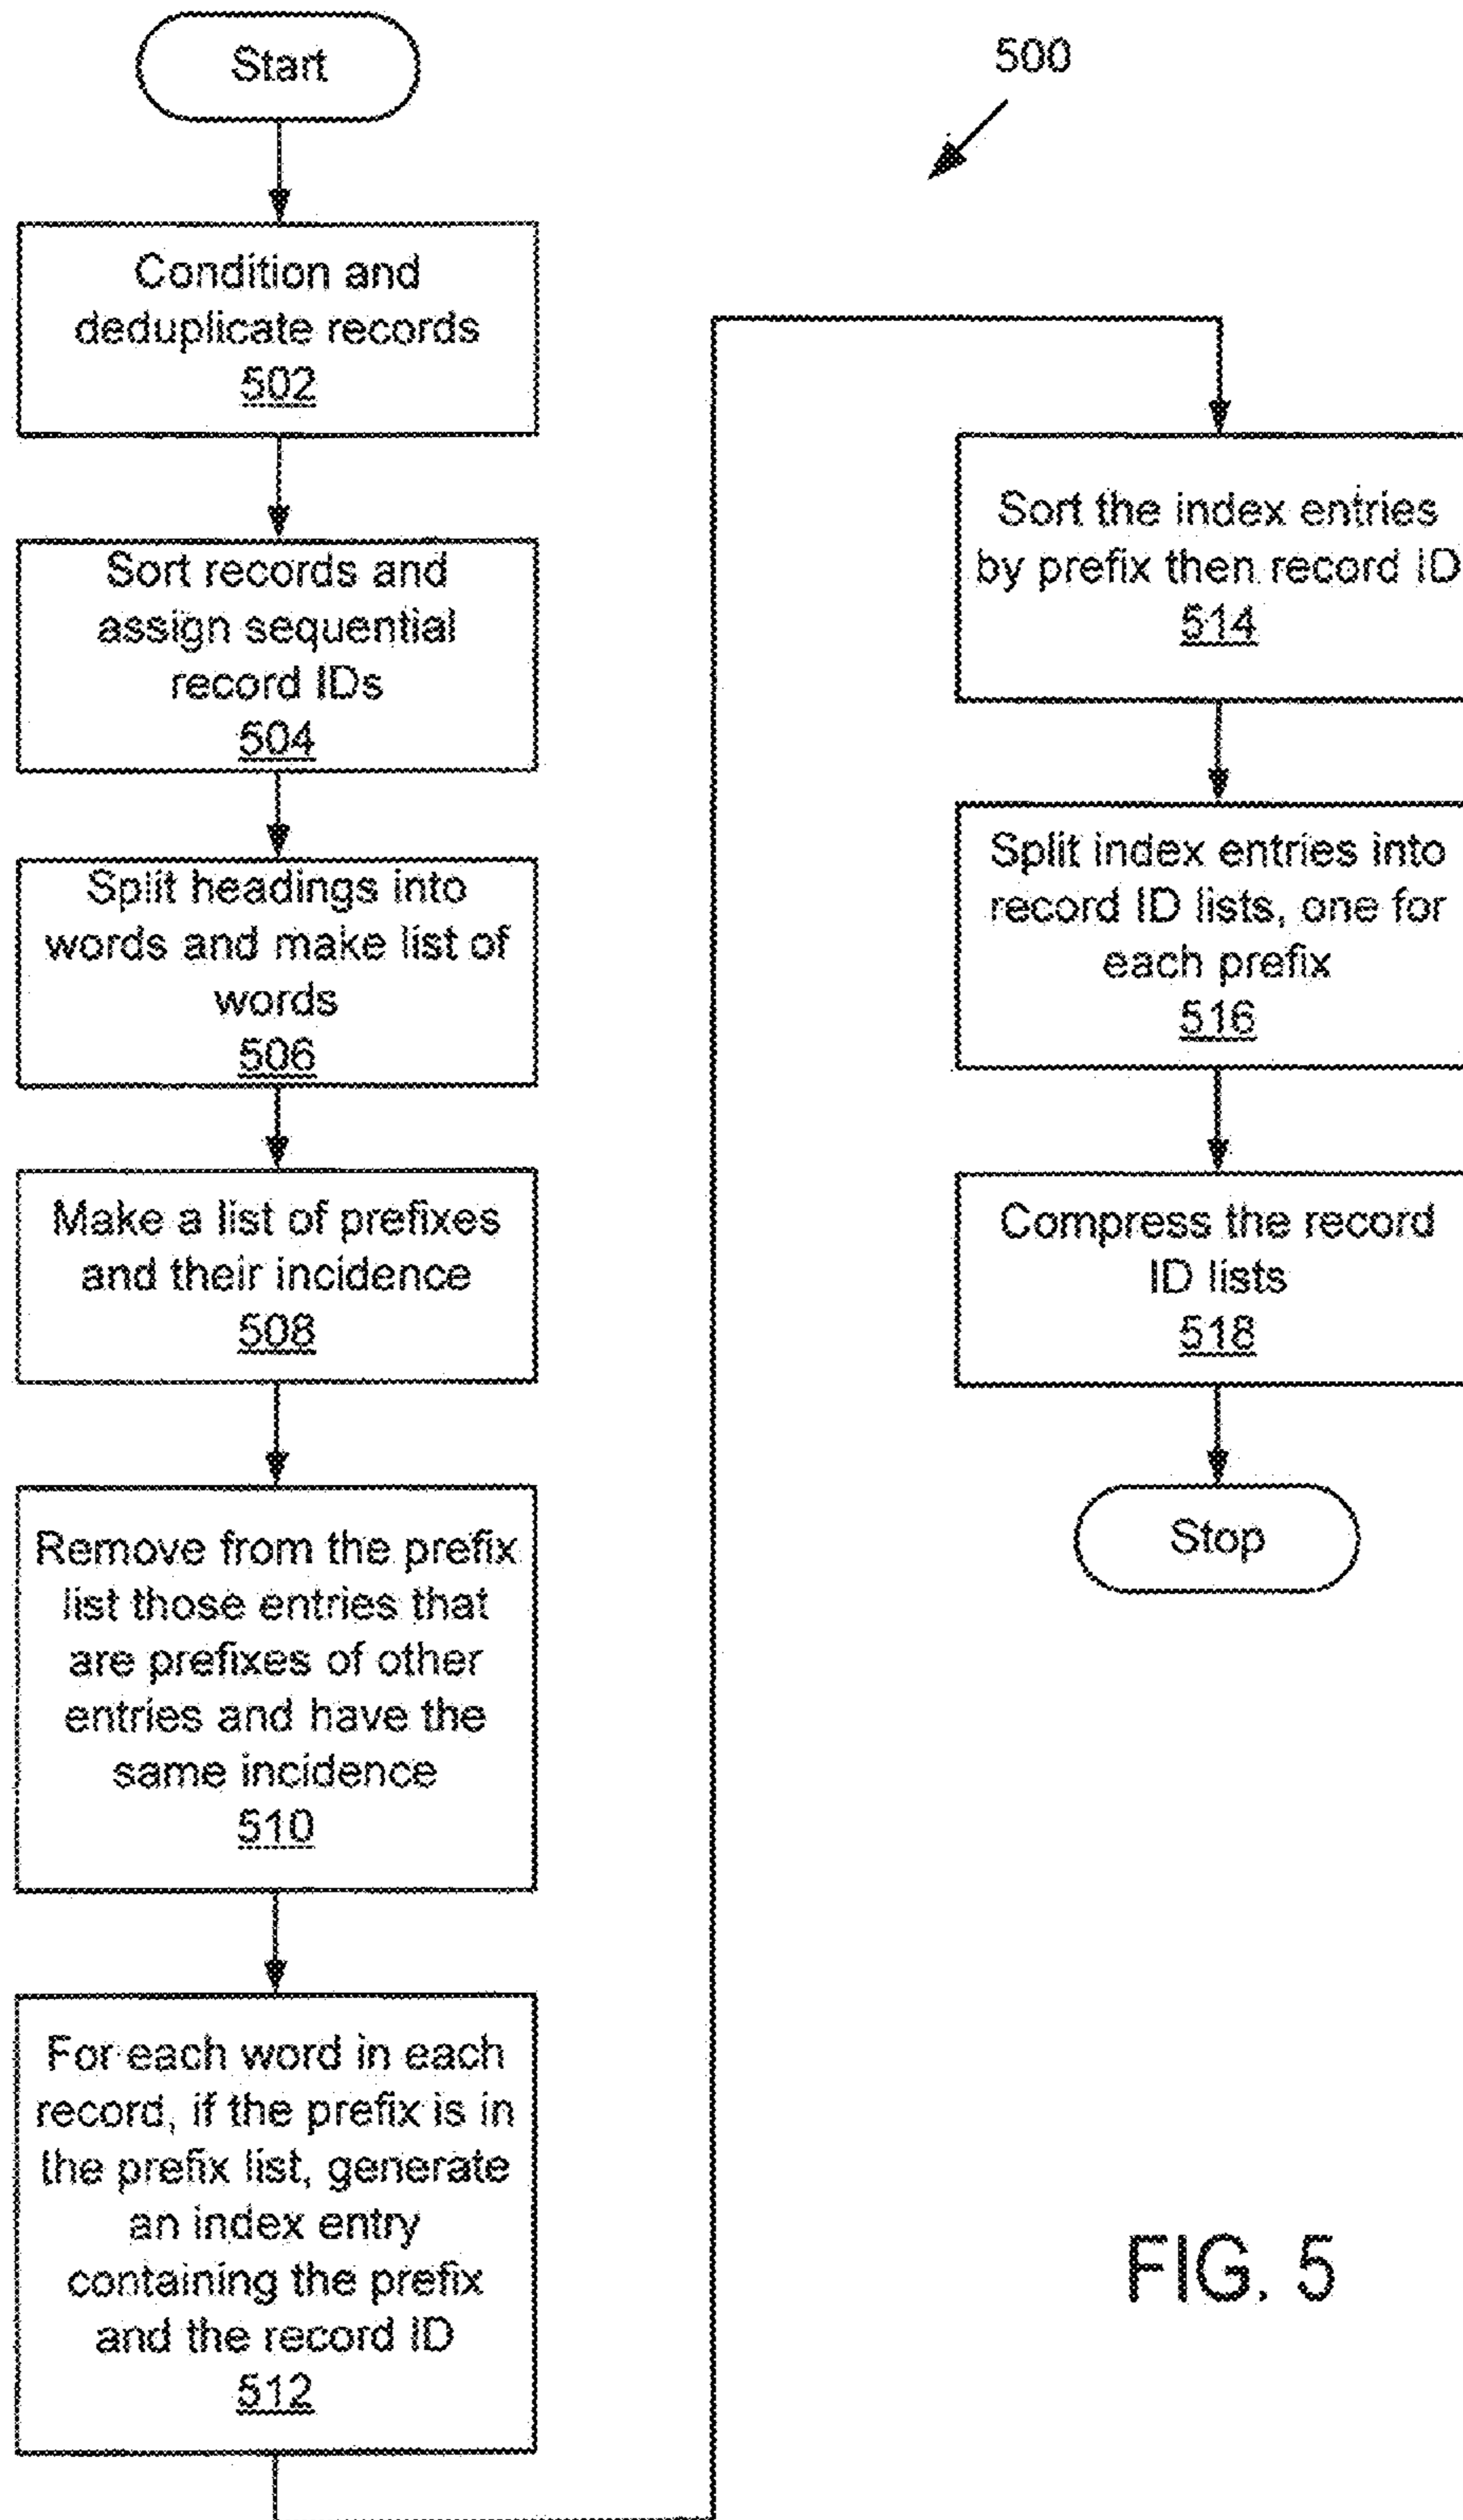 Start
500
Condition and
deduplicate records
502
Sort records and
assign sequential
record IDs
504
Split headings into
words and make list of
words
506
Make a list of prefixes
and their incidence
508
Remove from the prefix
list those entries that
are prefixes of other
entries and have the
same incidence
510
For each word in each
record, if the prefix is in
the prefix list, generate
an index entry
containing the prefix
and the record ID
512
Sort the index entries
by prefix then record ID
514
Split index entries into
record ID lists, one for
each prefix
516
Compress the record
ID lists
518
Stop
FIG. 5